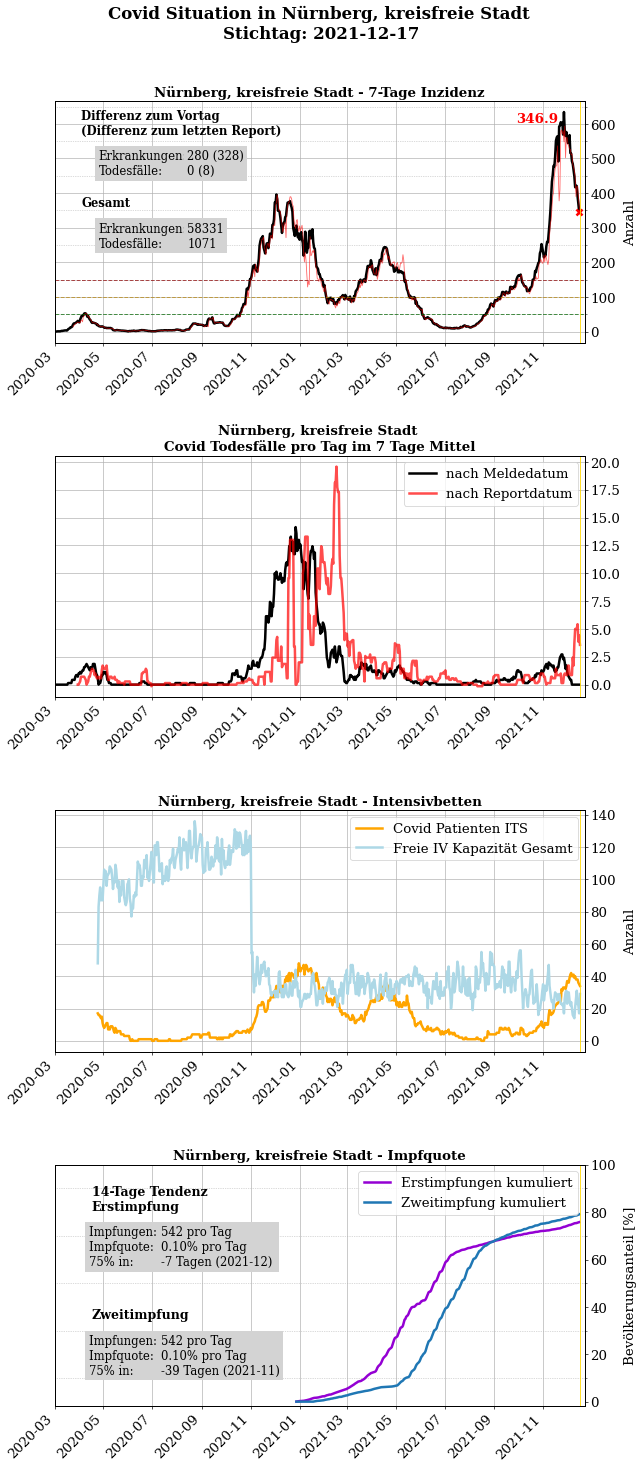 Covid Situation in Nürnberg, kreisfreie Stadt
Stichtag: 2021-12-17
Nürnberg, kreisfreie Stadt - 7-Tage Inzidenz
Differenz zum Vortag
(Differenz zum letzten Report)
Erkrankungen 280 (328)
Todesfälle: 0 (8)
Gesamt
Erkrankungen 58331
Todesfälle: 1071
346.9
600
500
400
300
200
100
0
Anzahl
2020-03
2020-05
2020-07
2020-09
2020-11
2021-01
2021-03
2021-05
2021-07
2021-09
2021-11
Nürnberg, kreisfreie Stadt
Covid Todesfälle pro Tag im 7 Tage Mittel
nach Meldedatum
nach Reportdatum
20.0
17.5
15.0
12.5
10.0
7.5
5.0
2.5
0.0
2020-03
2020-05
2020-07
2020-09
2020-11
2021-01
2021-03
2021-05
2021-07
2021-09
2021-11
Nürnberg, kreisfreie Stadt - Intensivbetten
Covid Patienten ITS
Freie IV Kapazität Gesamt
140
120
100
80
60
40
20
0
Anzahl
2020-03
2020-05
2020-07
2020-09
2020-11
2021-01
2021-03
2021-05
2021-07
2021-09
2021-11
Nürnberg, kreisfreie Stadt - Impfquote
14-Tage Tendenz
Erstimpfung
Impfungen: 542 pro Tag
Impfquote: 0.10% pro Tag
75% in: -7 Tagen (2021-12)
Zweitimpfung
Impfungen: 542 pro Tag
Impfquote: 0.10% pro Tag
75% in: -39 Tagen (2021-11)
Erstimpfungen kumuliert
Zweitimpfung kumuliert
100
80
60
40
20
0
Bevölkerungsanteil [%]
2020-03
2020-05
2020-07
2020-09
2020-11
2021-01
2021-03
2021-05
2021-07
2021-09
2021-11